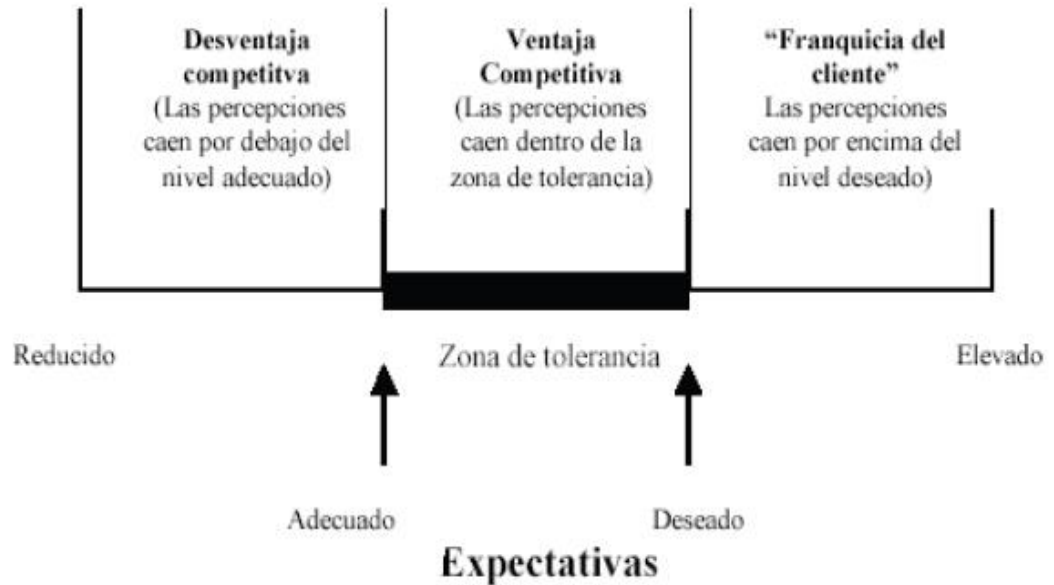 Desventaja
competitva
(Las percepciones
caen por debajo del
nivel adecuado)
Ventaja
Competitiva
(Las percepciones
caen dentro de la
zona de tolerancia)
“Franquicia del
cliente”
Las percepciones
caen por encima del
nivel deseado)
Reducido
Zona de tolerancia
Elevado
Adecuado
Deseado
Expectativas